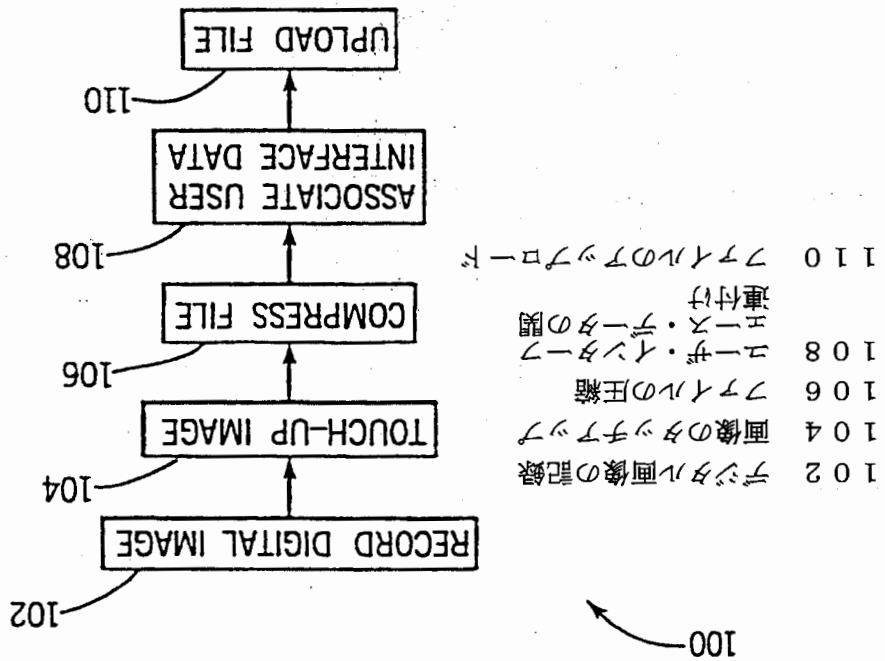 100
102
RECORD DIGITAL IMAGE
104
TOUCH-UP IMAGE
106
COMPRESS FILE
108
ASSOCIATE USER
INTERFACE DATA
110
UPLOAD FILE
102 デジタル画像の記録
104 画像のタッチアップ
106 ファイルの圧縮
108 ユーザ・インターフ
ェース・データの関
連付け
110 ファイルのアップロード